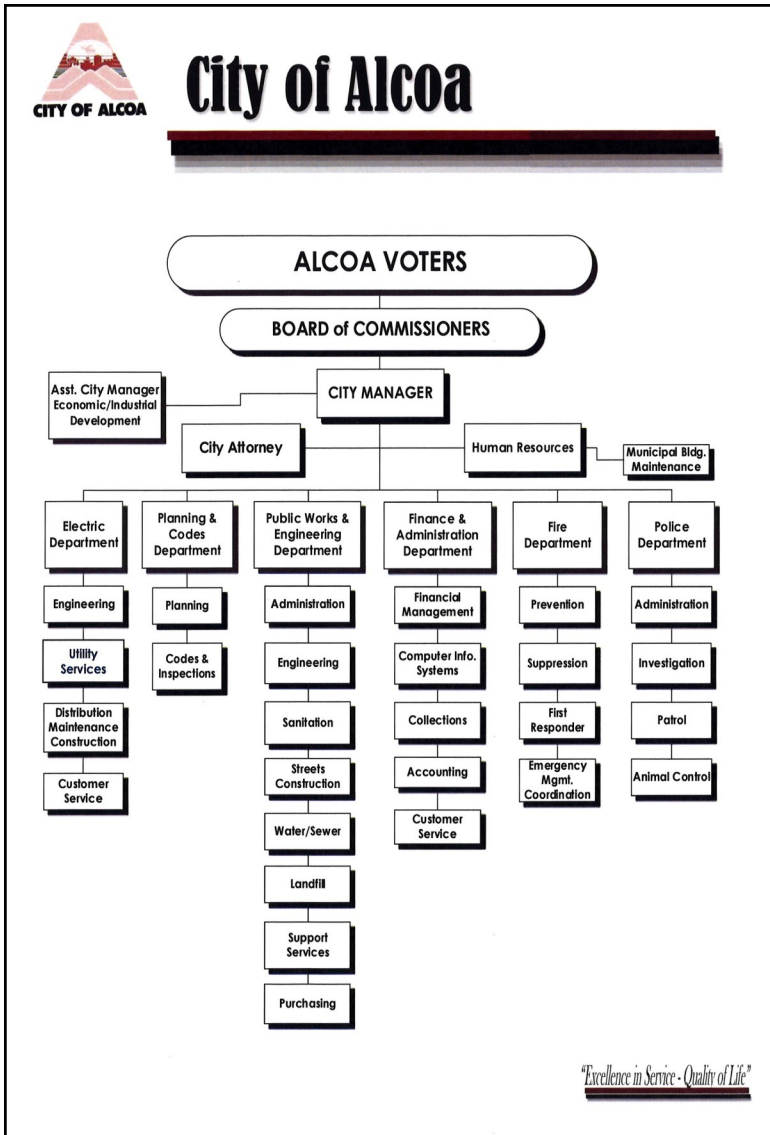 CITY OF ALCOA
City of Alcoa
ALCOA VOTERS
BOARD of COMMISSIONERS
CITY MANAGER
Asst. City Manager
Economic/Industrial
Development
City Attorney
Human Resources
Municipal Bldg.
Maintenance
Electric
Department
Engineering
Utility
Services
Distribution
Maintenance
Construction
Customer
Service
Planning &
Codes
Department
Planning
Codes &
Inspections
Public Works &
Engineering
Department
Administration
Engineering
Sanitation
Streets
Construction
Water/Sewer
Landfill
Support
Services
Purchasing
Finance &
Administration
Department
Financial
Management
Computer Info.
Systems
Collections
Accounting
Customer
Service
Fire
Department
Prevention
Suppression
First
Responder
Emergency
Mgmt.
Coordination
Police
Department
Administration
Investigation
Patrol
Animal Control
"Excellence in Service - Quality of Life"